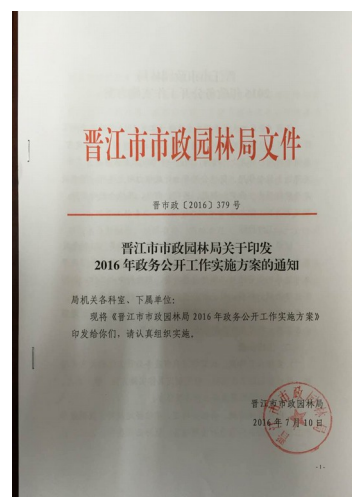 晋江市市政园林局文件
晋市政〔2016〕379号
晋江市市政园林局关于印发
2016年政务公开工作实施方案的通知
局机关各科室、下属单位:
现将《晋江市市政园林局2016年政务公开工作实施方案》
印发给你们，请认真组织实施。
晋江市市政园林局
2016年7月10日
- 1 -